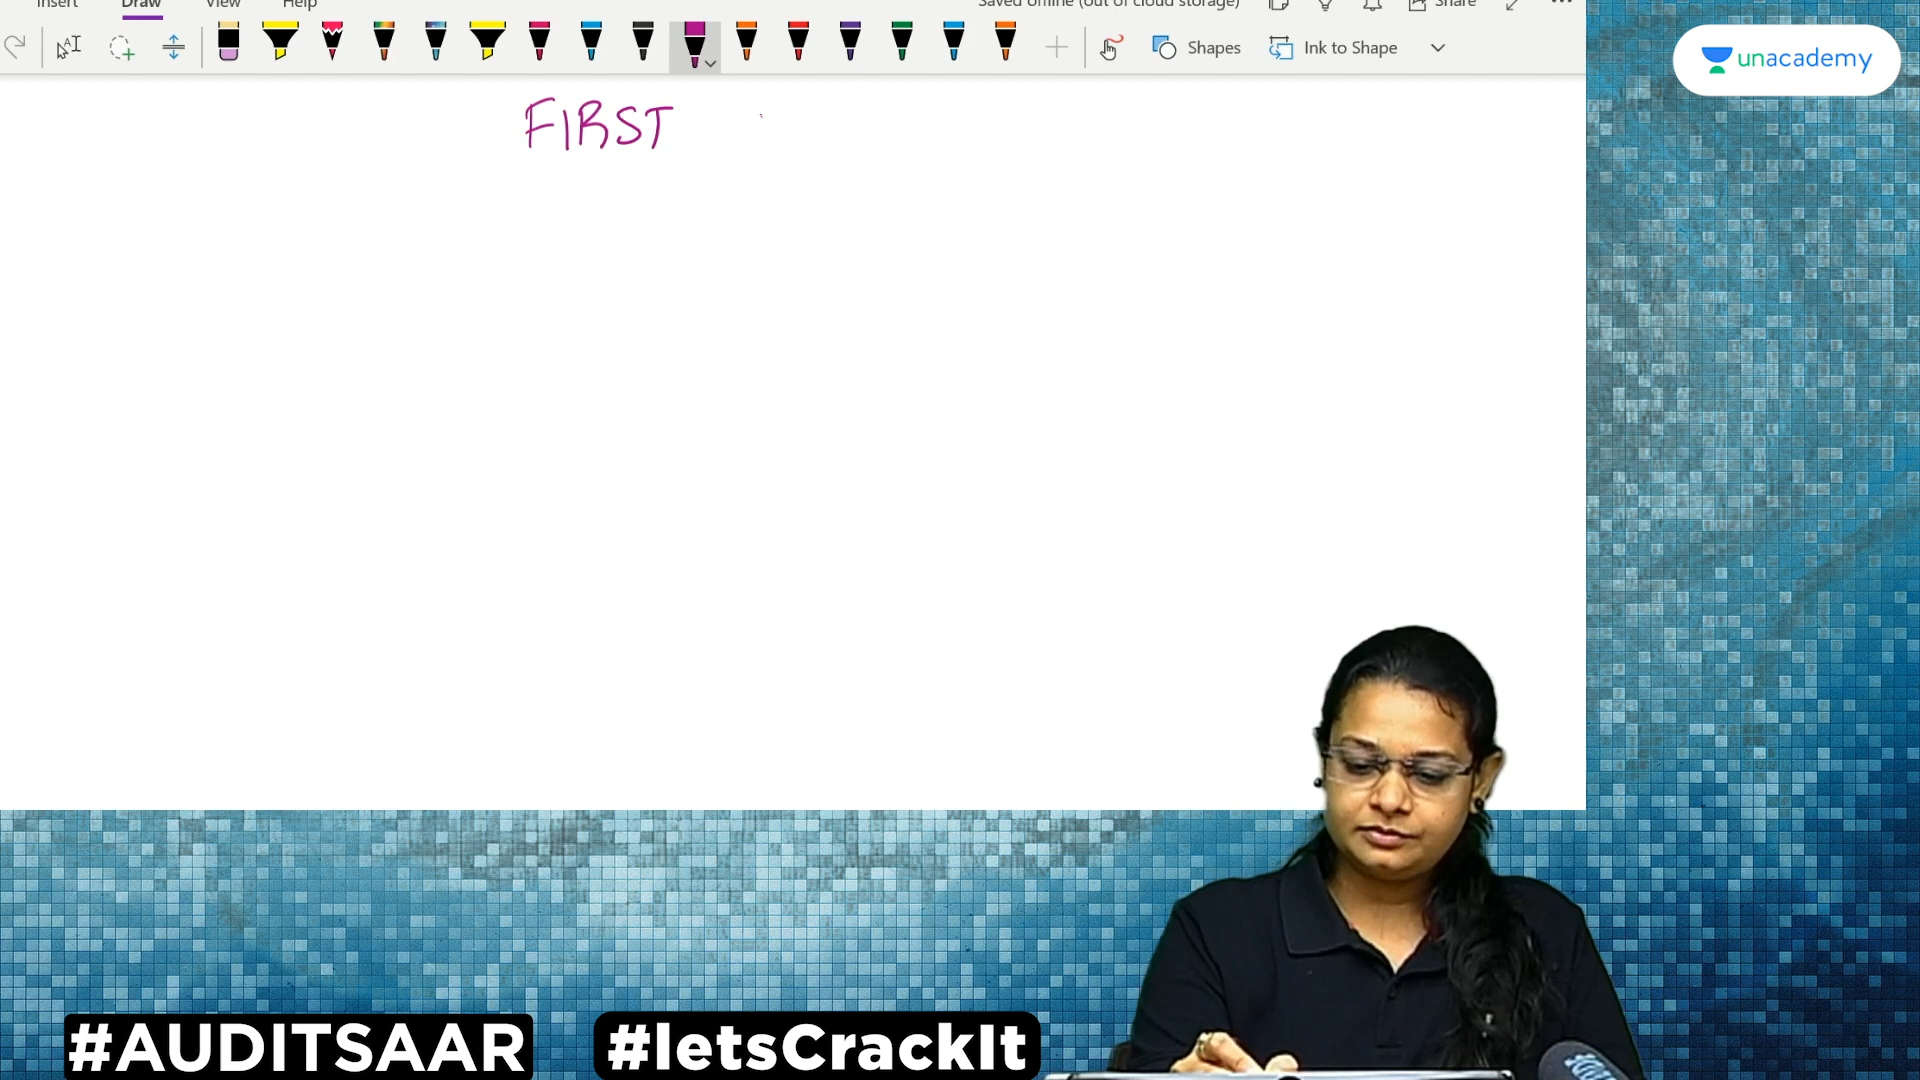 Insert Draw View Help Saved offline (out of cloud storage) Share
Shapes Ink to Shape
unacademy
FIRST
#AUDITSAAR #letsCrackIt